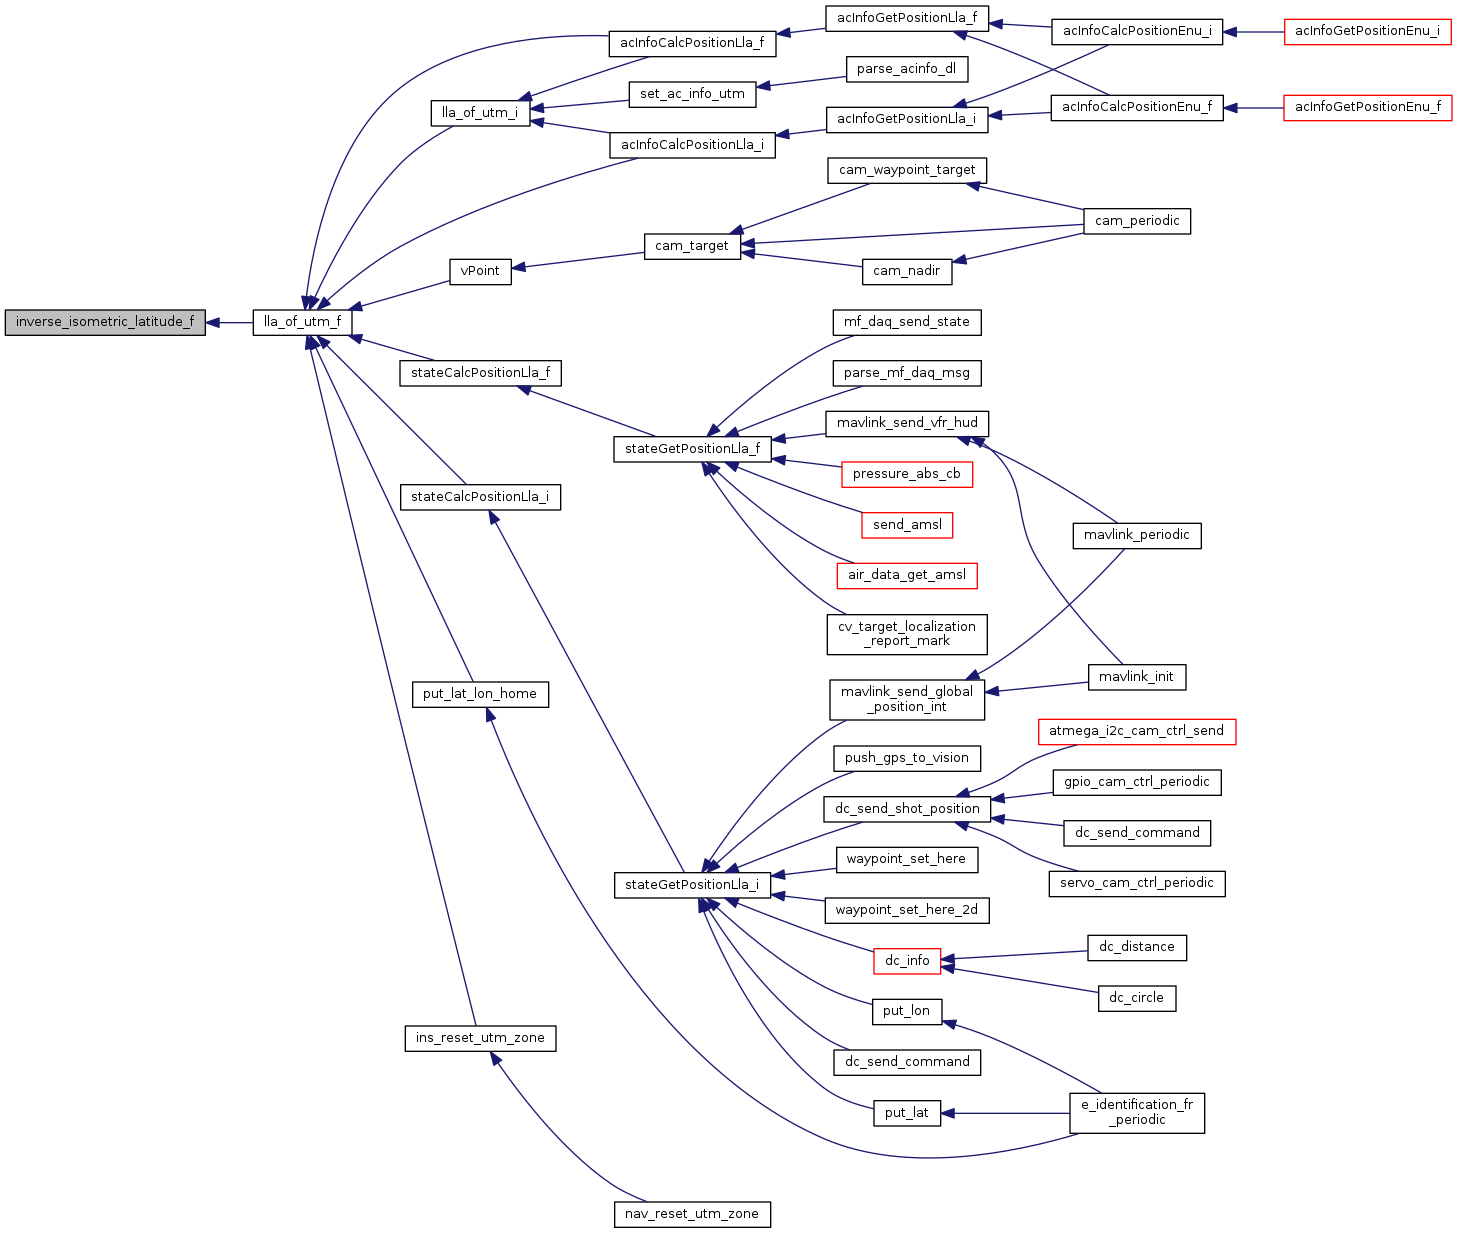 inverse_isometric_latitude_f
lla_of_utm_f
acInfoCalcPositionLla_f
lla_of_utm_i
set_ac_info_utm
acInfoCalcPositionLla_i
acInfoGetPositionLla_f
parse_acinfo_dl
acInfoGetPositionLla_i
acInfoCalcPositionEnu_i
acInfoCalcPositionEnu_f
acInfoGetPositionEnu_i
acInfoGetPositionEnu_f
vPoint
cam_target
cam_waypoint_target
cam_nadir
cam_periodic
stateCalcPositionLla_f
stateGetPositionLla_f
mf_daq_send_state
parse_mf_daq_msg
mavlink_send_vfr_hud
pressure_abs_cb
send_amsl
air_data_get_amsl
cv_target_localization
_report_mark
mavlink_periodic
mavlink_init
stateCalcPositionLla_i
stateGetPositionLla_i
mavlink_send_global
_position_int
push_gps_to_vision
dc_send_shot_position
atmega_i2c_cam_ctrl_send
gpio_cam_ctrl_periodic
dc_send_command
servo_cam_ctrl_periodic
waypoint_set_here
waypoint_set_here_2d
dc_info
dc_distance
dc_circle
put_lon
dc_send_command
put_lat
e_identification_fr
_periodic
put_lat_lon_home
ins_reset_utm_zone
nav_reset_utm_zone